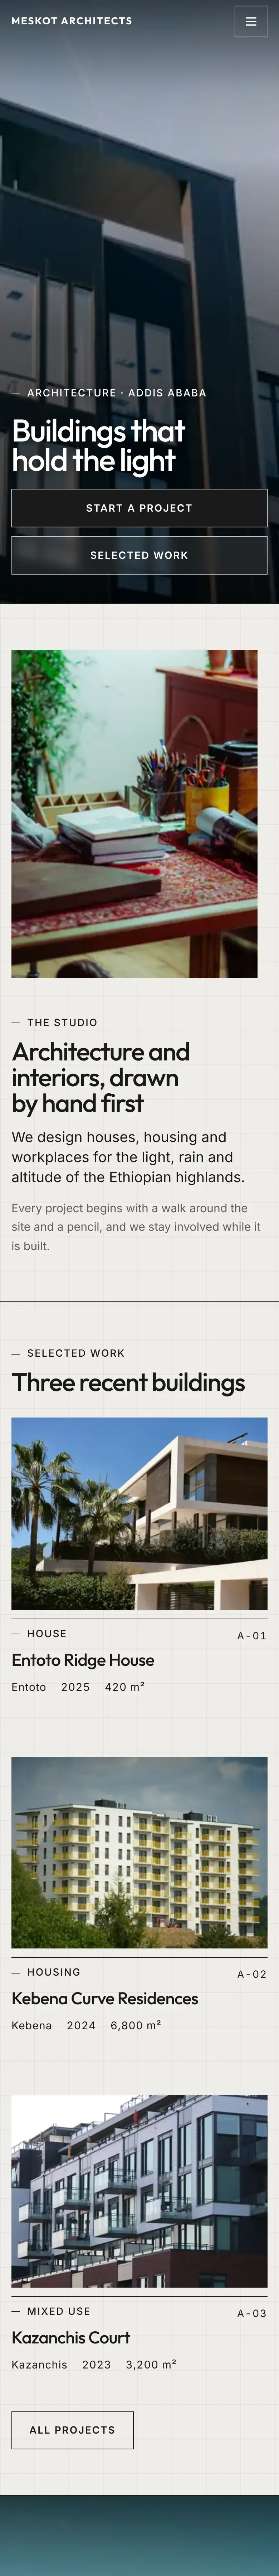 MESKOT ARCHITECTS
— ARCHITECTURE · ADDIS ABABA
Buildings that
hold the light
START A PROJECT
SELECTED WORK
— THE STUDIO
Architecture and
interiors, drawn
by hand first
We design houses, housing and
workplaces for the light, rain and
altitude of the Ethiopian highlands.
Every project begins with a walk around the
site and a pencil, and we stay involved while it
is built.
— SELECTED WORK
Three recent buildings
— HOUSE
A-01
Entoto Ridge House
Entoto 2025 420 m²
— HOUSING
A-02
Kebena Curve Residences
Kebena 2024 6,800 m²
— MIXED USE
A-03
Kazanchis Court
Kazanchis 2023 3,200 m²
ALL PROJECTS